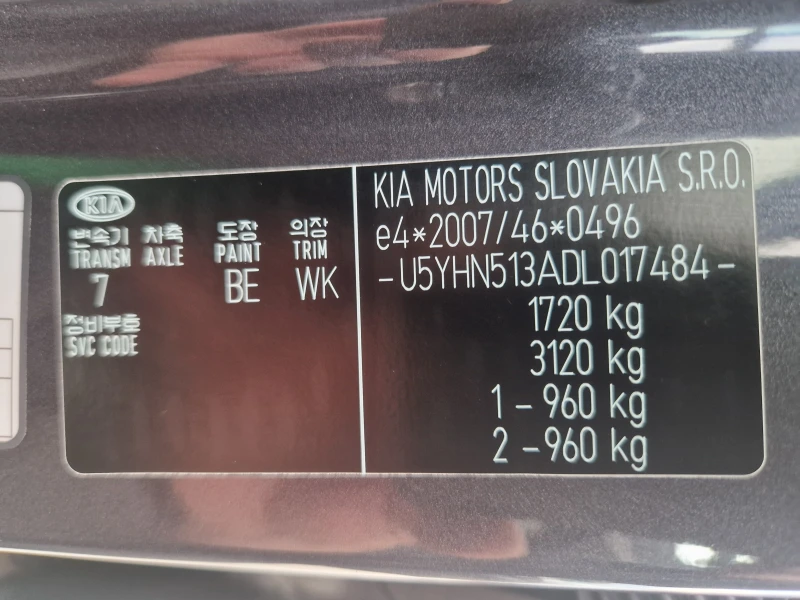 KIA
변속기 차축 도장 의장
TRANSM AXLE PAINT TRIM
7 BE WK
정비부호
SVC CODE
KIA MOTORS SLOVAKIA S.R.O.
e4*2007/46*0496
-U5YHN513ADL017484-
1720 kg
3120 kg
1-960 kg
2-960 kg